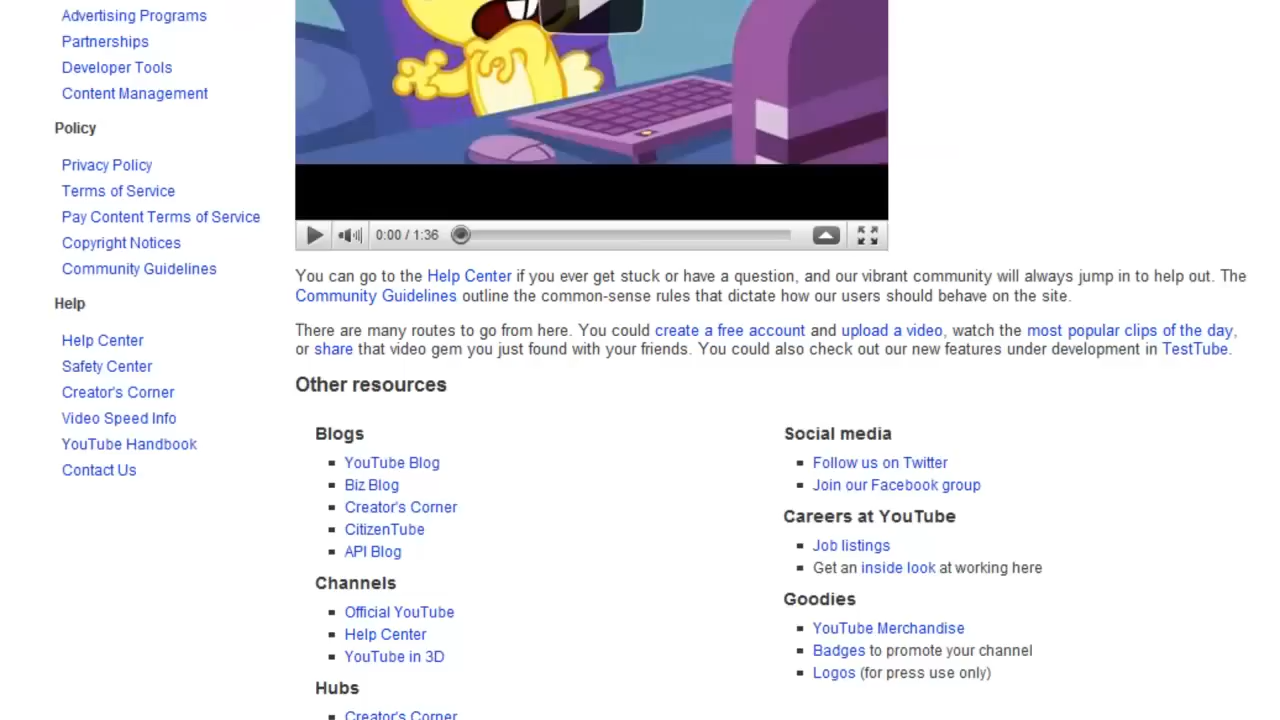 Advertising Programs
Partnerships
Developer Tools
Content Management
Policy
Privacy Policy
Terms of Service
Pay Content Terms of Service
Copyright Notices
Community Guidelines
Help
Help Center
Safety Center
Creator's Corner
Video Speed Info
YouTube Handbook
Contact Us
0:00 / 1:36
You can go to the Help Center if you ever get stuck or have a question, and our vibrant community will always jump in to help out. The
Community Guidelines outline the common-sense rules that dictate how our users should behave on the site.
There are many routes to go from here. You could create a free account and upload a video, watch the most popular clips of the day,
or share that video gem you just found with your friends. You could also check out our new features under development in TestTube.
Other resources
Blogs
YouTube Blog
Biz Blog
Creator's Corner
CitizenTube
API Blog
Channels
Official YouTube
Help Center
YouTube in 3D
Hubs
Creator's Corner
Social media
Follow us on Twitter
Join our Facebook group
Careers at YouTube
Job listings
Get an inside look at working here
Goodies
YouTube Merchandise
Badges to promote your channel
Logos (for press use only)